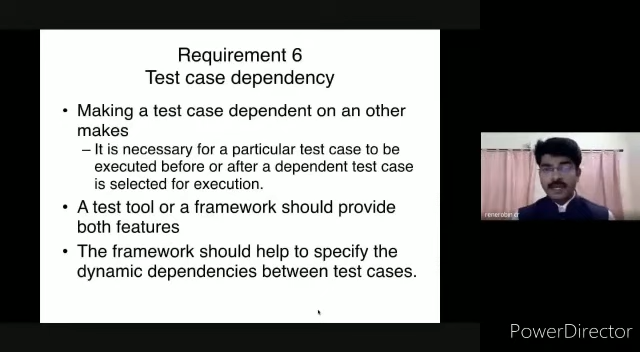 Requirement 6
Test case dependency
• Making a test case dependent on an other
makes
– It is necessary for a particular test case to be
executed before or after a dependent test case
is selected for execution.
• A test tool or a framework should provide
both features
• The framework should help to specify the
dynamic dependencies between test cases.
PowerDirector